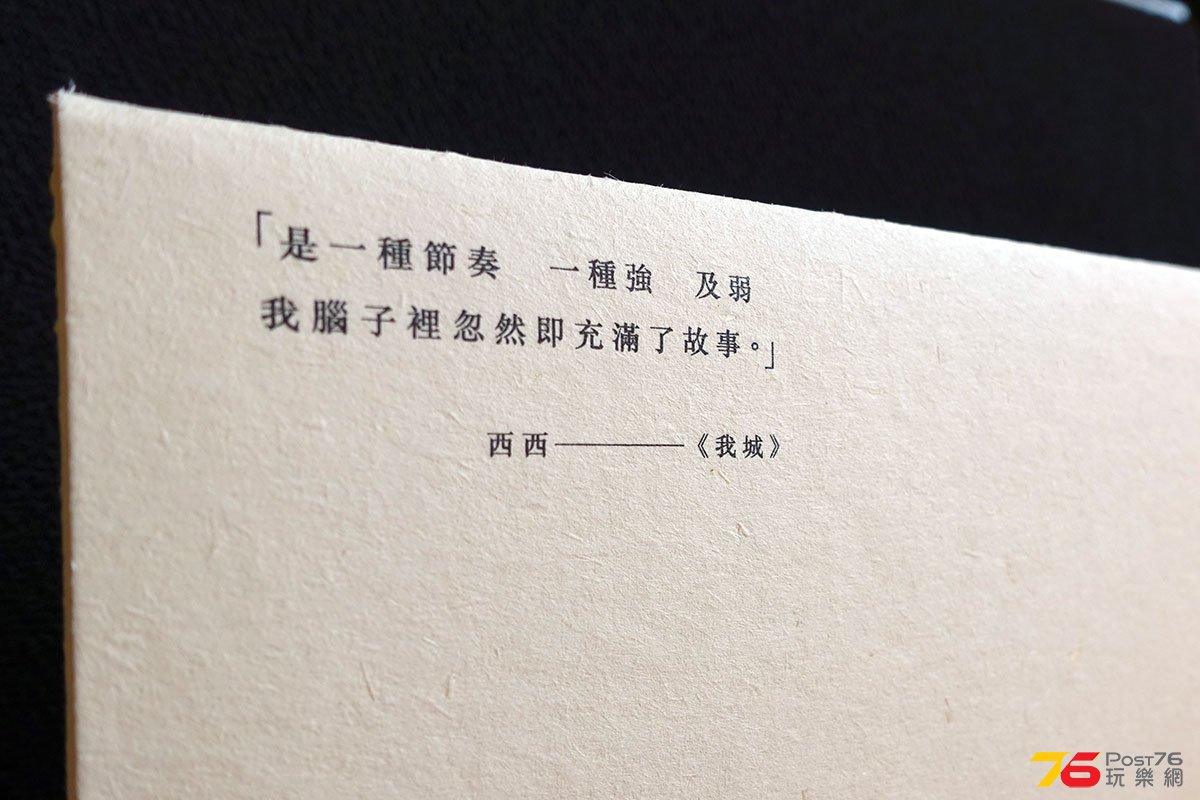 「是一種節奏　一種強　及弱
我腦子裡忽然即充滿了故事。」
西西———《我城》
76 POST76
玩樂網